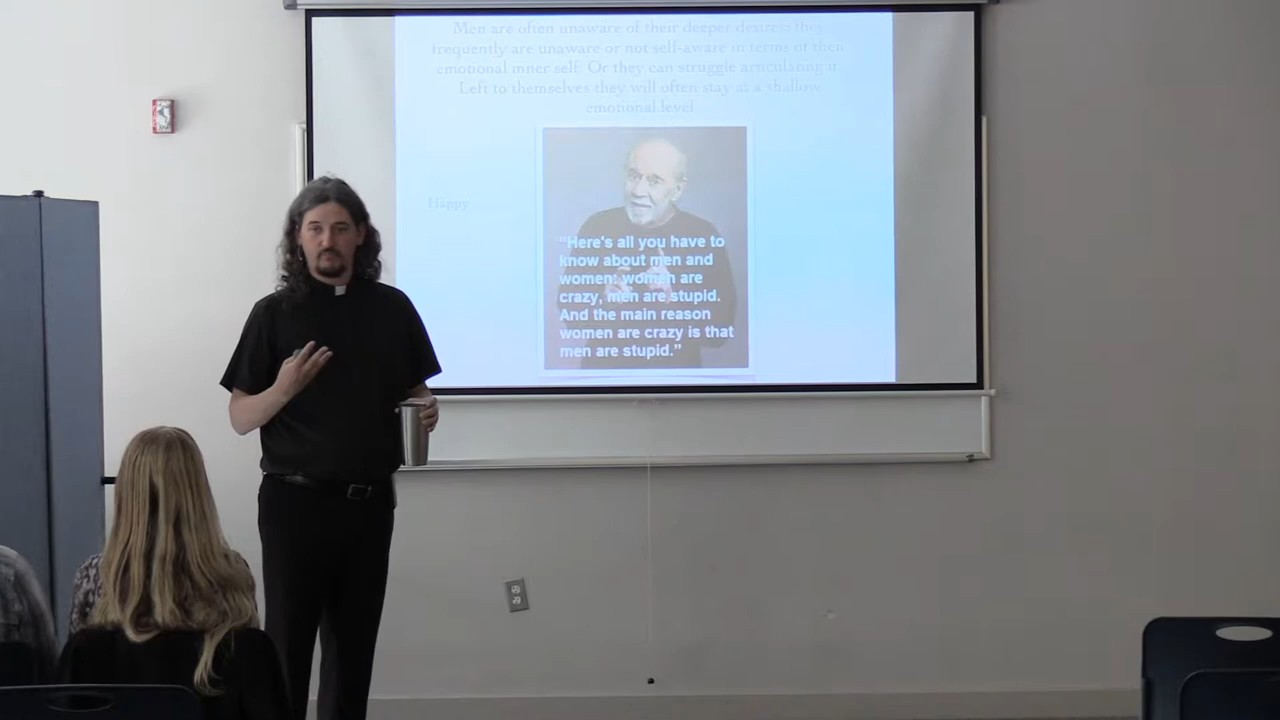 Men are often unaware of their deeper destress they
frequently are unaware or not self-aware in terms of their
emotional inner self. Or they can struggle articulating it.
Left to themselves they will often stay at a shallow
emotional level
Happy
"Here's all you have to
know about men and
women: women are
crazy, men are stupid.
And the main reason
women are crazy is that
men are stupid."